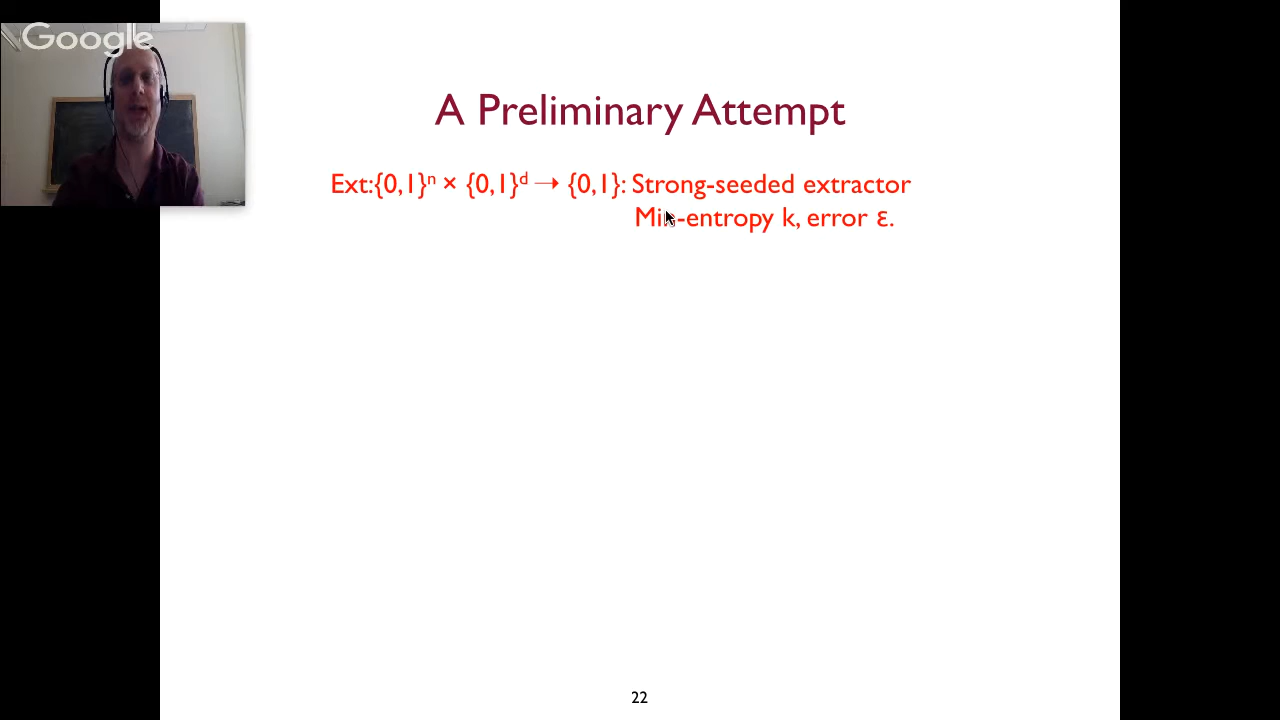 Google
A Preliminary Attempt
Ext:{0,1}ⁿ × {0,1}ᵈ → {0,1}: Strong-seeded extractor
Min-entropy k, error ε.
22